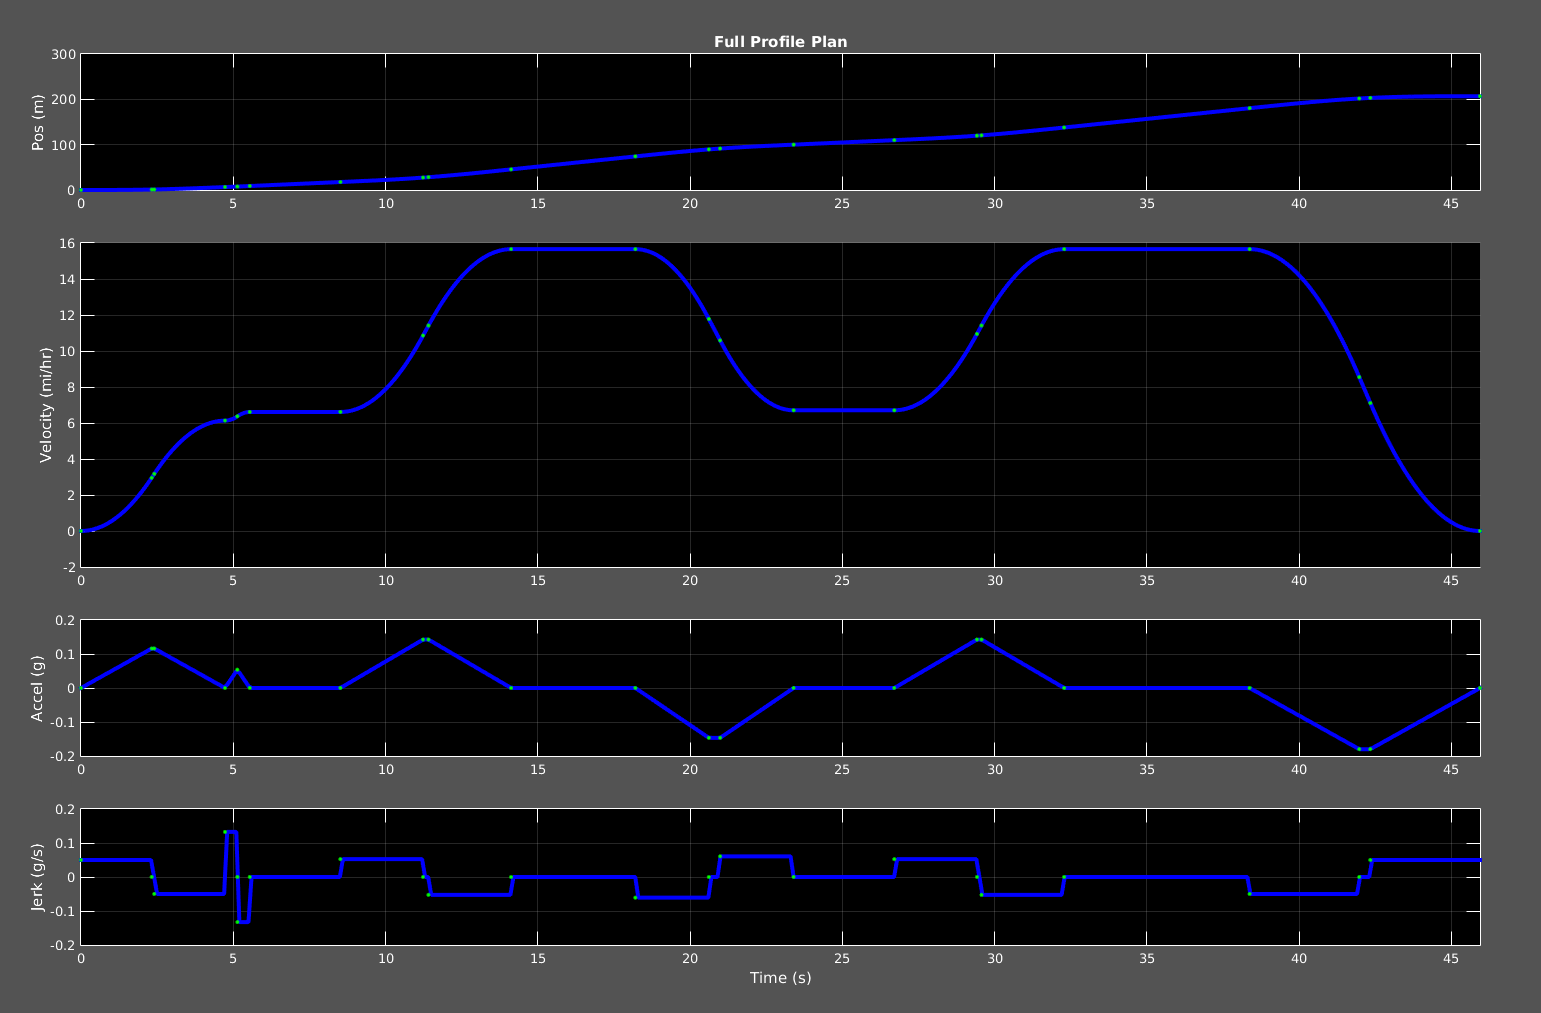 Full Profile Plan
300
200
100
0
Pos (m)
0 5 10 15 20 25 30 35 40 45
16
14
12
10
8
6
4
2
0
-2
Velocity (mi/hr)
0 5 10 15 20 25 30 35 40 45
0.2
0.1
0
-0.1
-0.2
Accel (g)
0 5 10 15 20 25 30 35 40 45
0.2
0.1
0
-0.1
-0.2
Jerk (g/s)
0 5 10 15 20 25 30 35 40 45
Time (s)